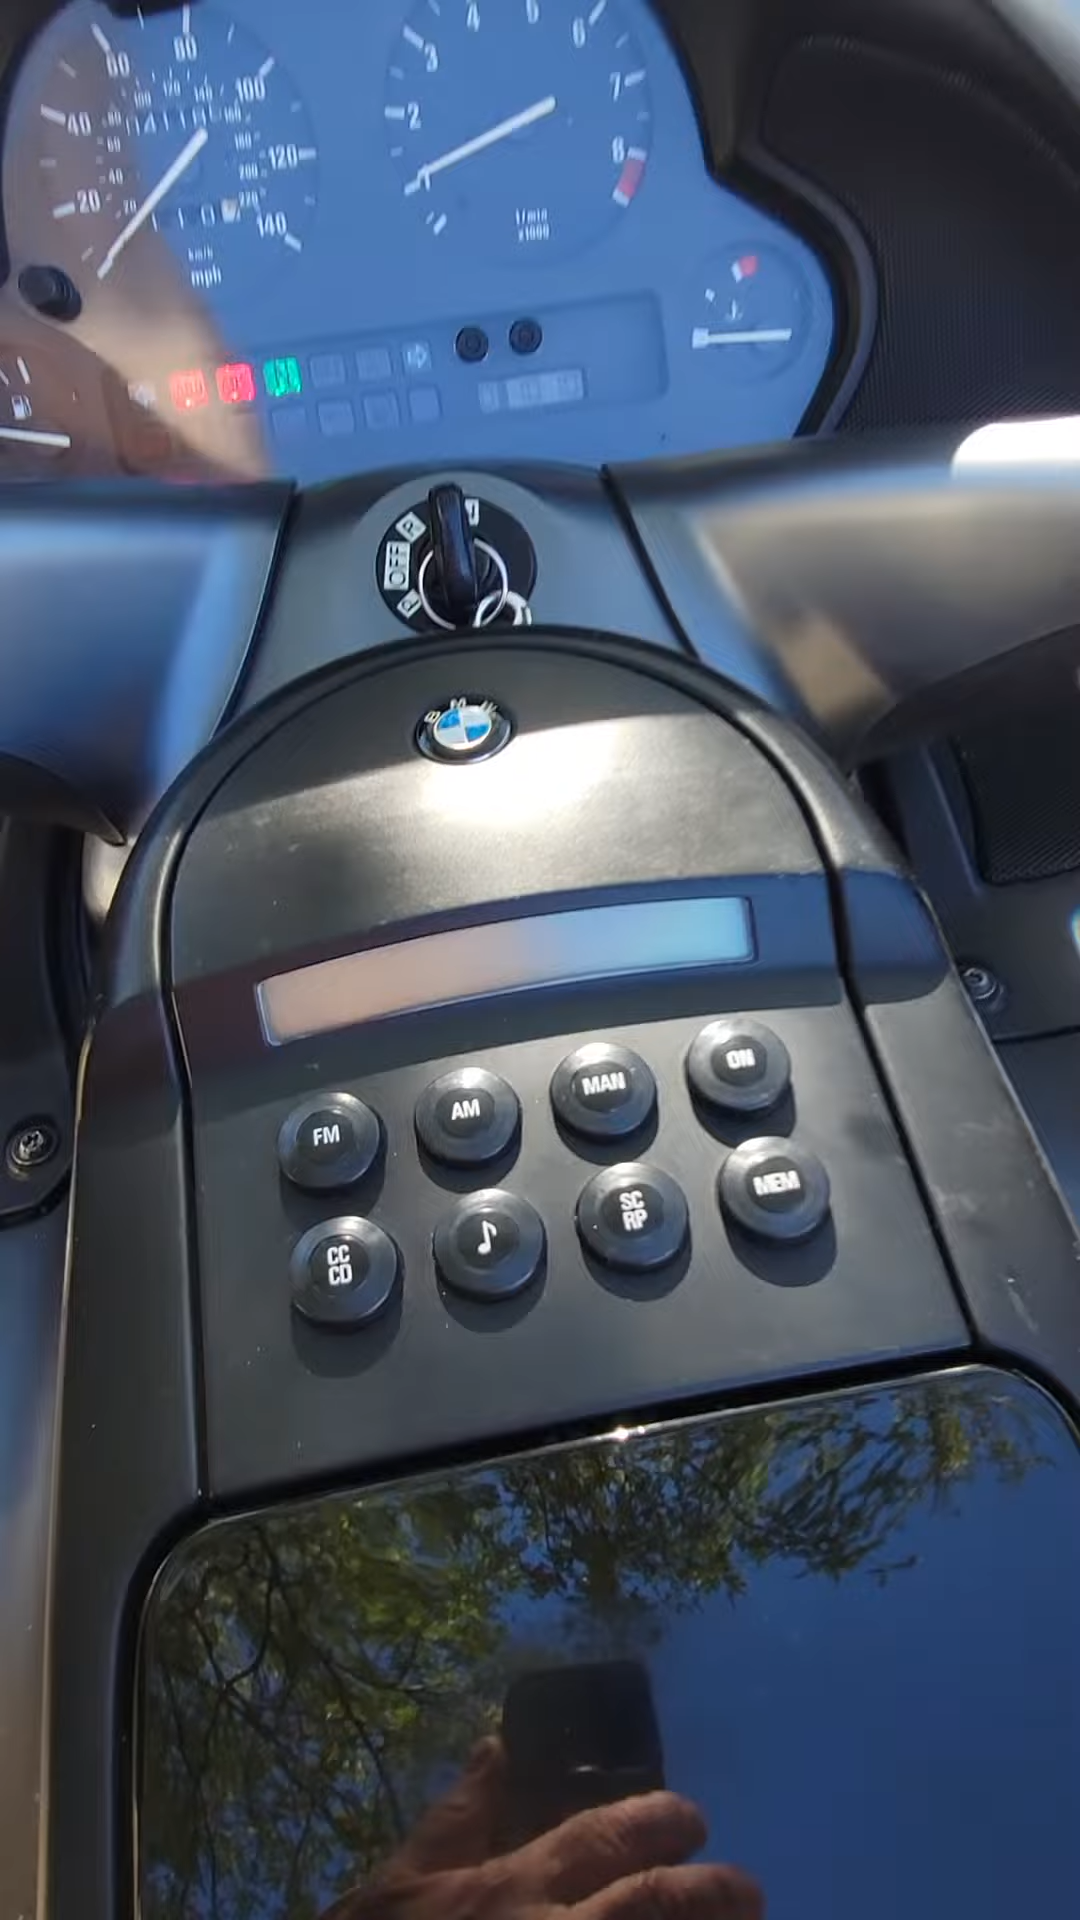 20
40
60
80
100
120
140
km/h
mph
1
2
3
4
5
6
7
8
1/min
x1000
N
P
OFF
R
BMW
FM
AM
MAN
ON
CC
CD
♪
SC
RP
MEM